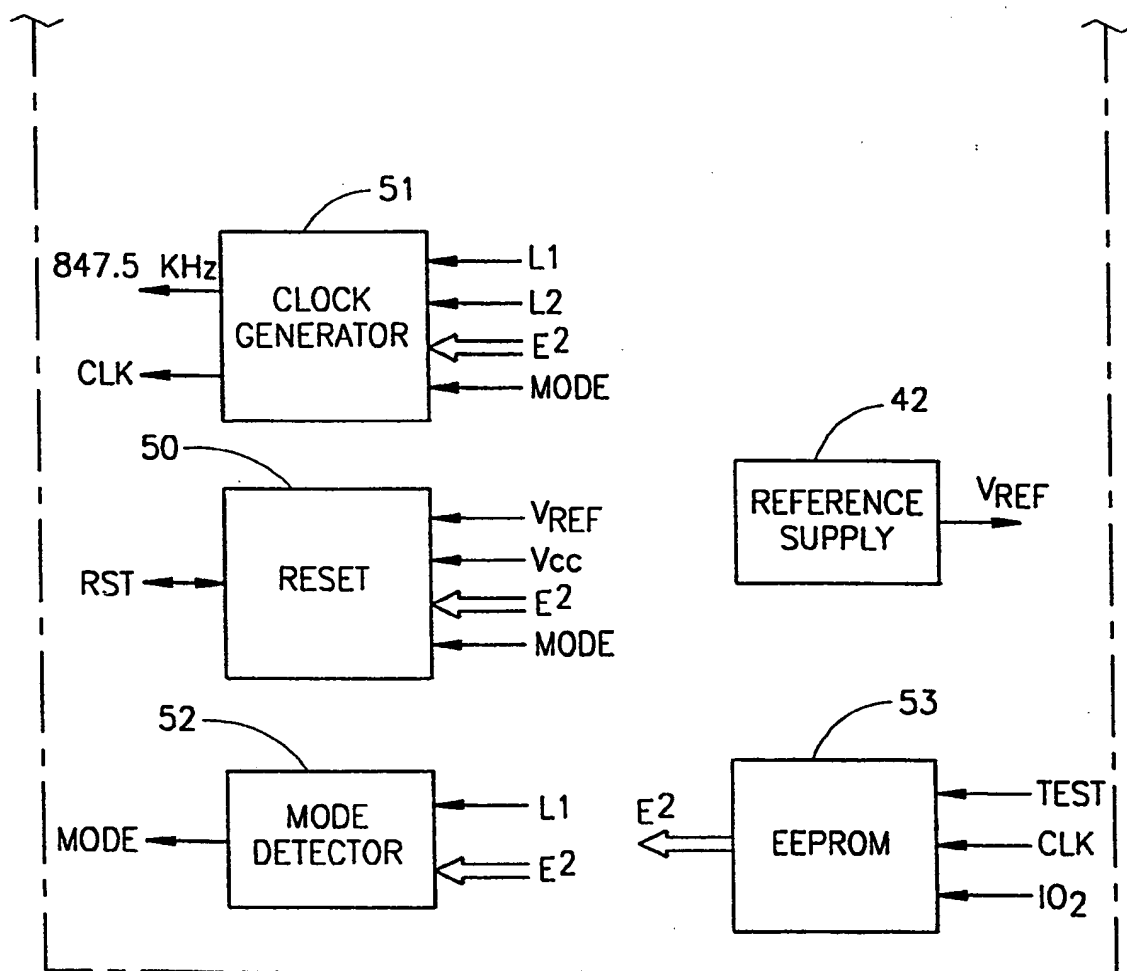 51
847.5 KHz
CLOCK
GENERATOR
L1
L2
E2
MODE
CLK
50
RESET
VREF
Vcc
E2
MODE
RST
42
REFERENCE
SUPPLY
VREF
52
MODE
DETECTOR
L1
E2
MODE
53
E2
EEPROM
TEST
CLK
IO2